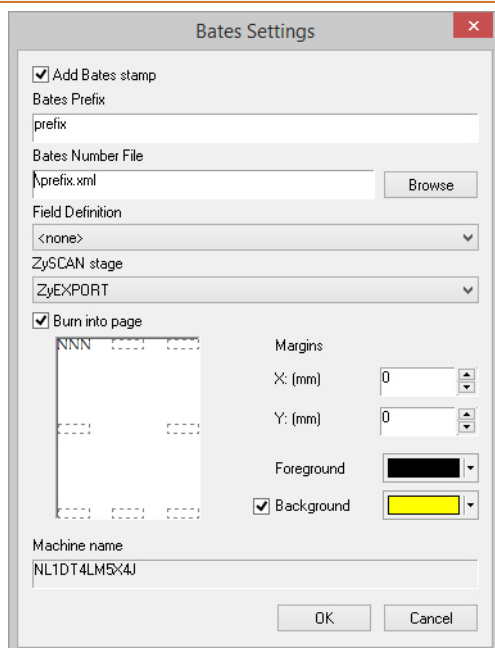 Bates Settings
Add Bates stamp
Bates Prefix
prefix
Bates Number File
\prefix.xml
Browse
Field Definition
<none>
ZySCAN stage
ZyEXPORT
Burn into page
NNN
Margins
X: (mm)
0
Y: (mm)
0
Foreground
Background
Machine name
NL1DT4LM5X4J
OK
Cancel